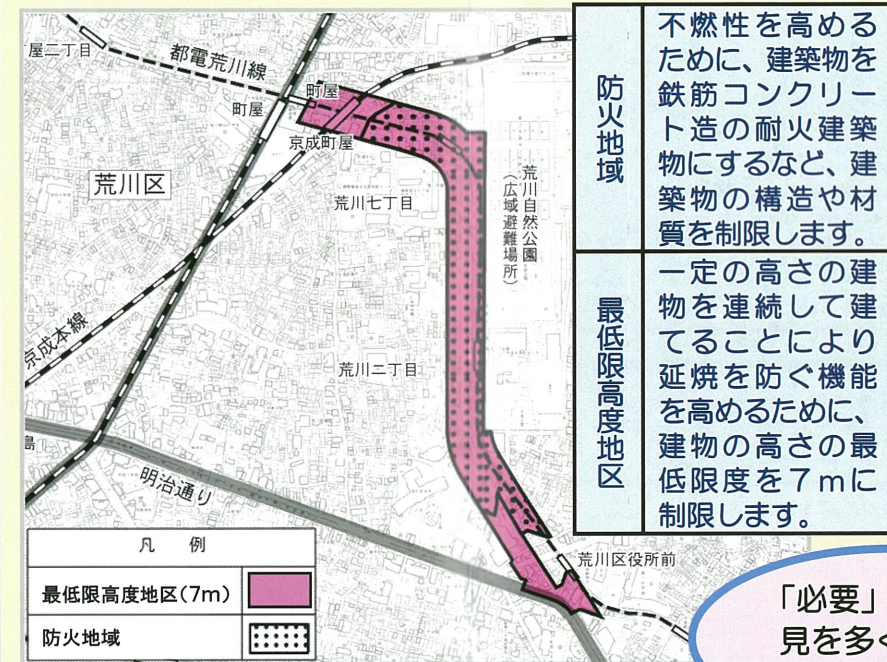 屋二丁目
都電荒川線
町屋
町屋
京成町屋
荒川区
荒川七丁目
荒川自然公園
(広域避難場所)
京成本線
荒川二丁目
島
明治通り
荒川区役所前
凡 例
最低限高度地区(7m)
防火地域
防火地域
不燃性を高める
ために、建築物を
鉄筋コンクリー
ト造の耐火建築
物にするなど、建
築物の構造や材
質を制限します。
最低限高度地区
一定の高さの建
物を連続して建
てることにより
延焼を防ぐ機能
を高めるために、
建物の高さの最
低限度を7mに
制限します。
「必要」
見を多く